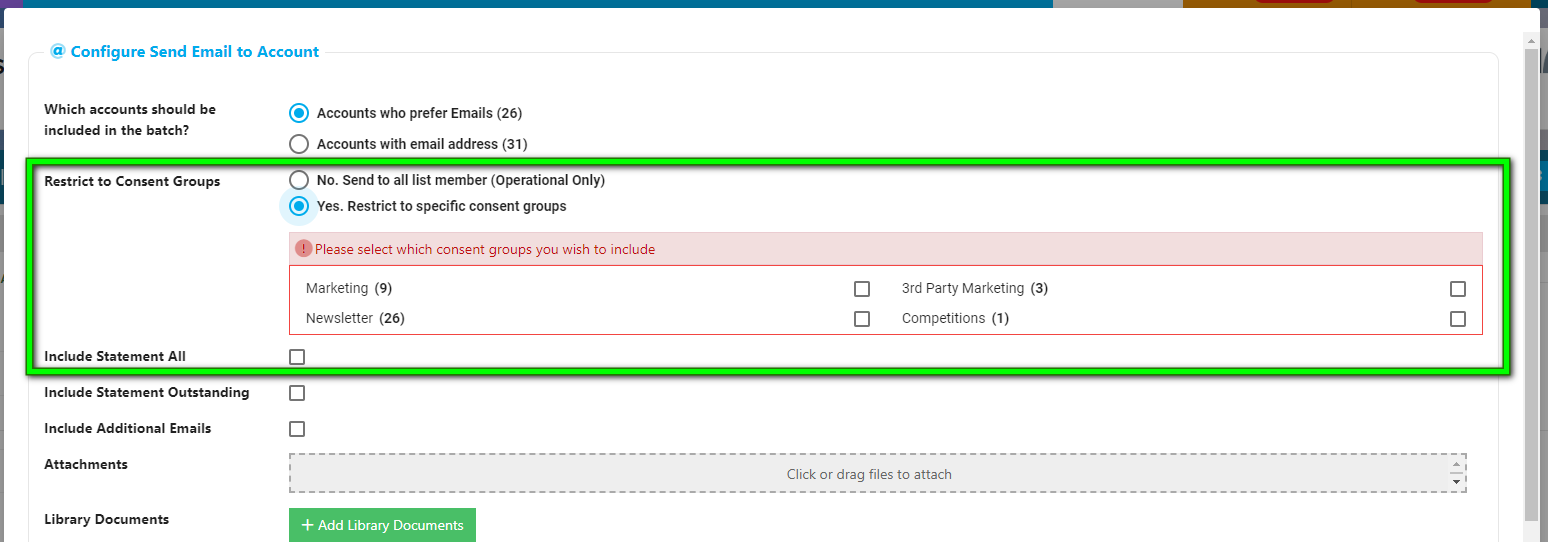 @ Configure Send Email to Account
Which accounts should be included in the batch?
Accounts who prefer Emails (26)
Accounts with email address (31)
Restrict to Consent Groups
No. Send to all list member (Operational Only)
Yes. Restrict to specific consent groups
! Please select which consent groups you wish to include
Marketing (9)
3rd Party Marketing (3)
Newsletter (26)
Competitions (1)
Include Statement All
Include Statement Outstanding
Include Additional Emails
Attachments
Click or drag files to attach
Library Documents
+ Add Library Documents